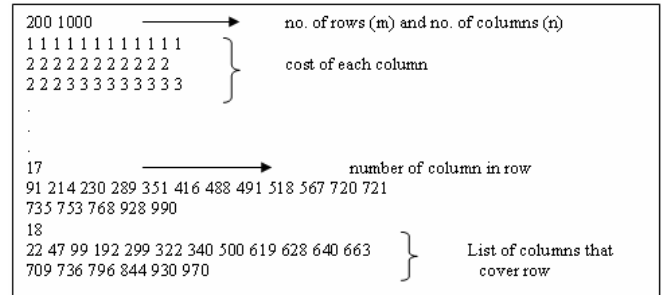 200 1000 no. of rows (m) and no. of columns (n)
1 1 1 1 1 1 1 1 1 1 1 1
2 2 2 2 2 2 2 2 2 2 2 cost of each column
2 2 2 3 3 3 3 3 3 3 3 3
.
.
.
17 number of column in row
91 214 230 289 351 416 488 491 518 567 720 721
735 753 768 928 990
18
22 47 99 192 299 322 340 500 619 628 640 663 List of columns that
709 736 796 844 930 970 cover row